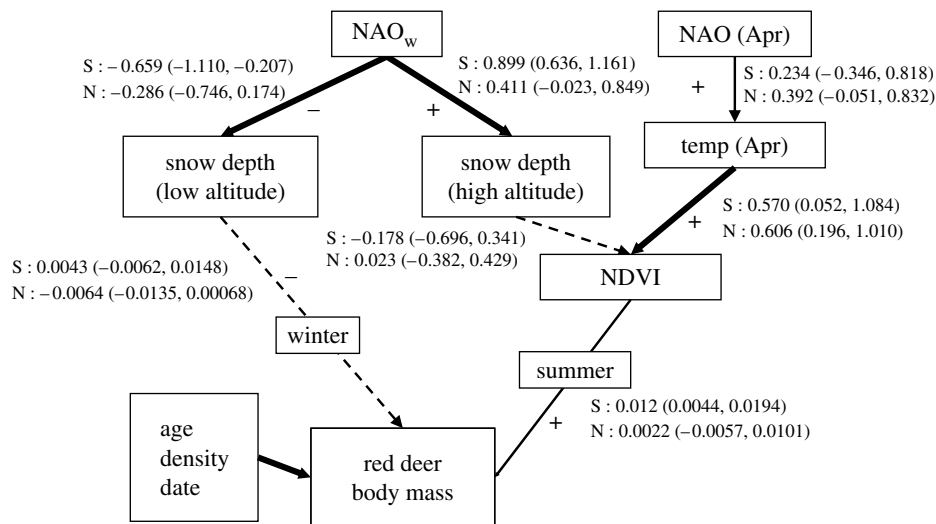 NAOw
NAO (Apr)
S : −0.659 (−1.110, −0.207)
N : −0.286 (−0.746, 0.174)
S : 0.899 (0.636, 1.161)
N : 0.411 (−0.023, 0.849)
S : 0.234 (−0.346, 0.818)
N : 0.392 (−0.051, 0.832)
−
+
+
snow depth
(low altitude)
snow depth
(high altitude)
temp (Apr)
S : 0.570 (0.052, 1.084)
N : 0.606 (0.196, 1.010)
+
S : −0.178 (−0.696, 0.341)
N : 0.023 (−0.382, 0.429)
S : 0.0043 (−0.0062, 0.0148)
N : −0.0064 (−0.0135, 0.00068)
−
NDVI
winter
summer
S : 0.012 (0.0044, 0.0194)
N : 0.0022 (−0.0057, 0.0101)
+
age
density
date
red deer
body mass